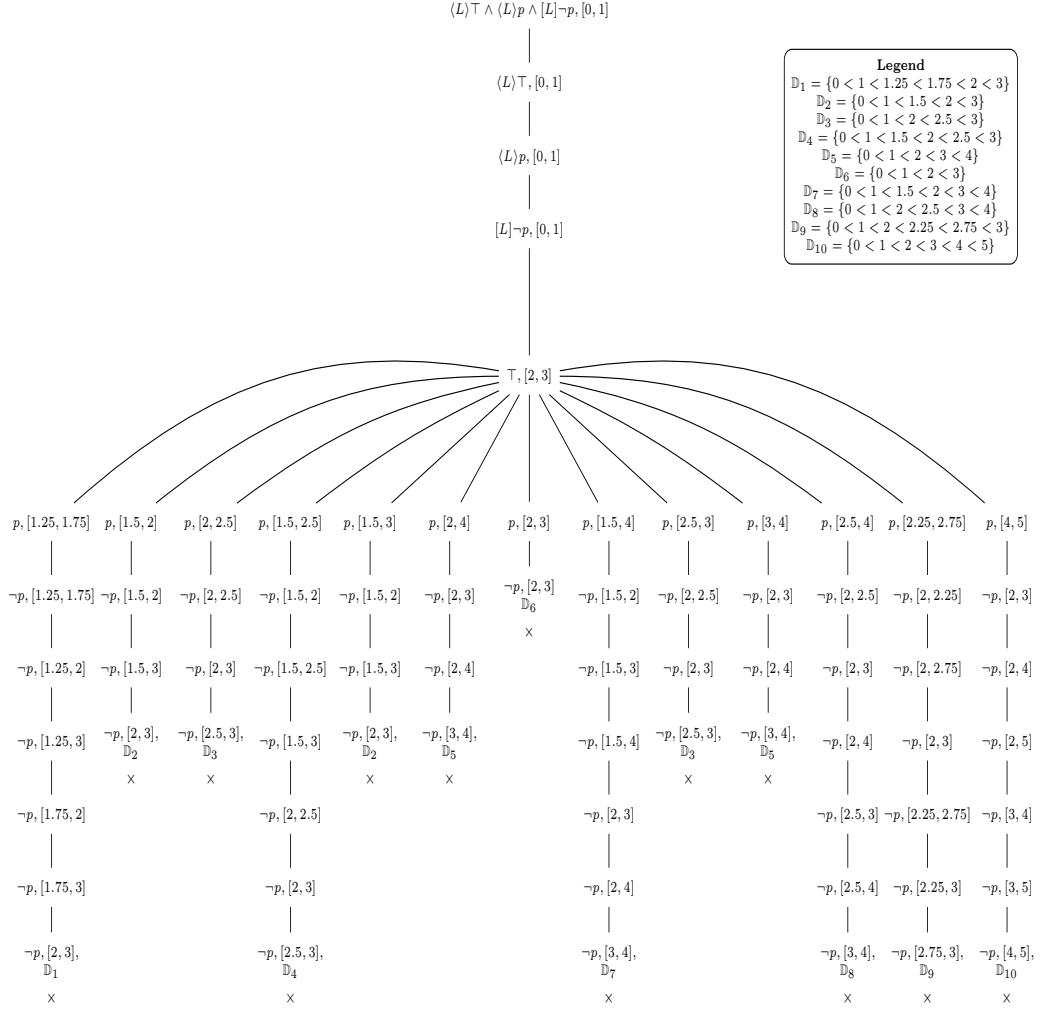 ⟨L⟩⊤ ∧ ⟨L⟩p ∧ [L]¬p, [0, 1]
⟨L⟩⊤, [0, 1]
⟨L⟩p, [0, 1]
[L]¬p, [0, 1]
Legend
𝔻₁ = {0 < 1 < 1.25 < 1.75 < 2 < 3}
𝔻₂ = {0 < 1 < 1.5 < 2 < 3}
𝔻₃ = {0 < 1 < 2 < 2.5 < 3}
𝔻₄ = {0 < 1 < 1.5 < 2 < 2.5 < 3}
𝔻₅ = {0 < 1 < 2 < 3 < 4}
𝔻₆ = {0 < 1 < 2 < 3}
𝔻₇ = {0 < 1 < 1.5 < 2 < 3 < 4}
𝔻₈ = {0 < 1 < 2 < 2.5 < 3 < 4}
𝔻₉ = {0 < 1 < 2 < 2.25 < 2.75 < 3}
𝔻₁₀ = {0 < 1 < 2 < 3 < 4 < 5}
⊤, [2, 3]
p, [1.25, 1.75] p, [1.5, 2] p, [2, 2.5] p, [1.5, 2.5] p, [1.5, 3] p, [2, 4] p, [2, 3] p, [1.5, 4] p, [2.5, 3] p, [3, 4] p, [2.5, 4] p, [2.25, 2.75] p, [4, 5]
¬p, [1.25, 1.75] ¬p, [1.5, 2] ¬p, [2, 2.5] ¬p, [1.5, 2] ¬p, [1.5, 2] ¬p, [2, 3] ¬p, [2, 3] ¬p, [1.5, 2] ¬p, [2, 2.5] ¬p, [2, 3] ¬p, [2, 2.5] ¬p, [2, 2.25] ¬p, [2, 3]
𝔻₆
×
¬p, [1.25, 2] ¬p, [1.5, 3] ¬p, [2, 3] ¬p, [1.5, 2.5] ¬p, [1.5, 3] ¬p, [2, 4] ¬p, [1.5, 3] ¬p, [2, 3] ¬p, [2, 4] ¬p, [2, 3] ¬p, [2, 2.75] ¬p, [2, 4]
¬p, [1.25, 3] ¬p, [2, 3], ¬p, [2.5, 3], ¬p, [1.5, 3] ¬p, [2, 3], ¬p, [3, 4], ¬p, [1.5, 4] ¬p, [2.5, 3], ¬p, [3, 4], ¬p, [2, 4] ¬p, [2, 3] ¬p, [2, 5]
𝔻₂ 𝔻₃ 𝔻₂ 𝔻₅ 𝔻₃ 𝔻₅
× × × × × ×
¬p, [1.75, 2] ¬p, [2, 2.5] ¬p, [2, 3] ¬p, [2.5, 3] ¬p, [2.25, 2.75] ¬p, [3, 4]
¬p, [1.75, 3] ¬p, [2, 3] ¬p, [2, 4] ¬p, [2.5, 4] ¬p, [2.25, 3] ¬p, [3, 5]
¬p, [2, 3], ¬p, [2.5, 3], ¬p, [3, 4], ¬p, [3, 4], ¬p, [2.75, 3], ¬p, [4, 5],
𝔻₁ 𝔻₄ 𝔻₇ 𝔻₈ 𝔻₉ 𝔻₁₀
× × × × × ×